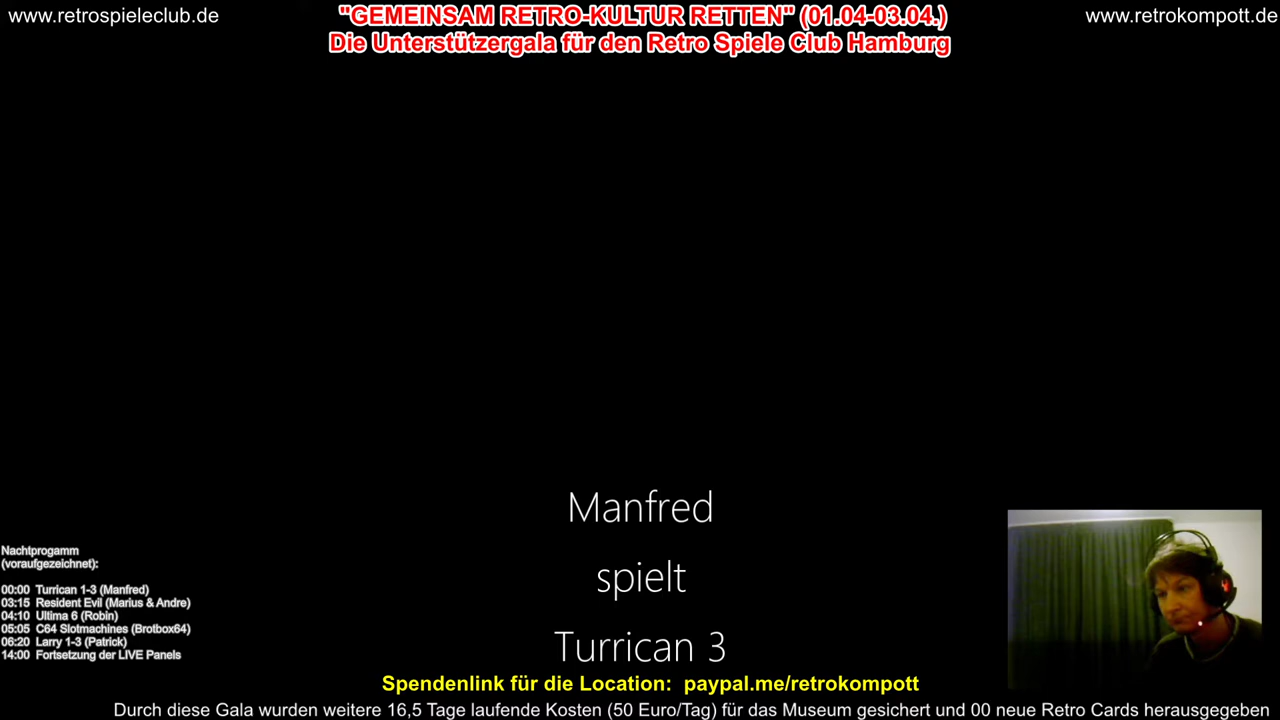 www.retrospieleclub.de
"GEMEINSAM RETRO-KULTUR RETTEN" (01.04-03.04.)
www.retrokompott.de
Die Unterstützergala für den Retro Spiele Club Hamburg
Manfred
spielt
Turrican 3
Nachtprogamm
(voraufgezeichnet):
00:00 Turrican 1-3 (Manfred)
03:15 Resident Evil (Marius & Andre)
04:10 Ultima 6 (Robin)
05:05 C64 Slotmachines (Brotbox64)
06:20 Larry 1-3 (Patrick)
14:00 Fortsetzung der LIVE Panels
Spendenlink für die Location: paypal.me/retrokompott
Durch diese Gala wurden weitere 16,5 Tage laufende Kosten (50 Euro/Tag) für das Museum gesichert und 00 neue Retro Cards herausgegeben